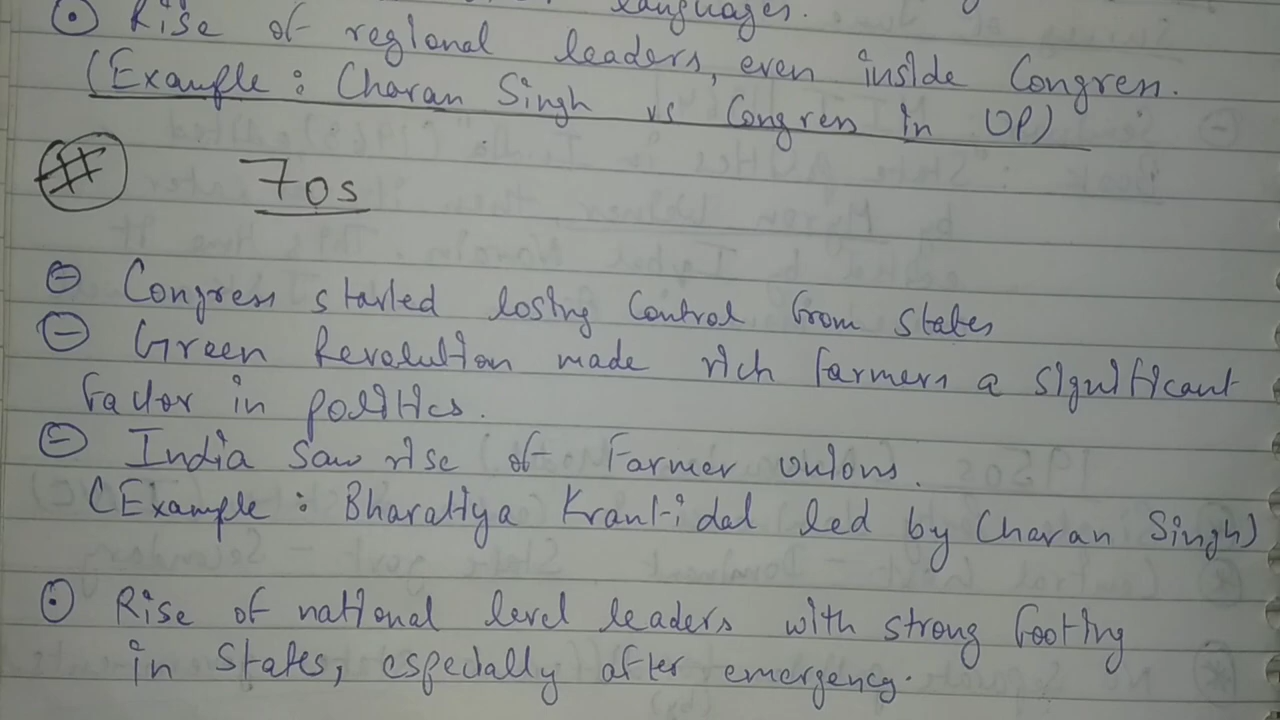 languages.
Rise of regional leaders, even inside Congress.
(Example : Charan Singh vs Congress in UP)
# 70s
Congress started losing control from states
Green Revolution made rich farmers a significant
factor in politics.
India saw rise of Farmer unions.
(Example : Bharatiya Kranti dal led by Charan Singh)
Rise of national level leaders with strong footing
in states, especially after emergency.